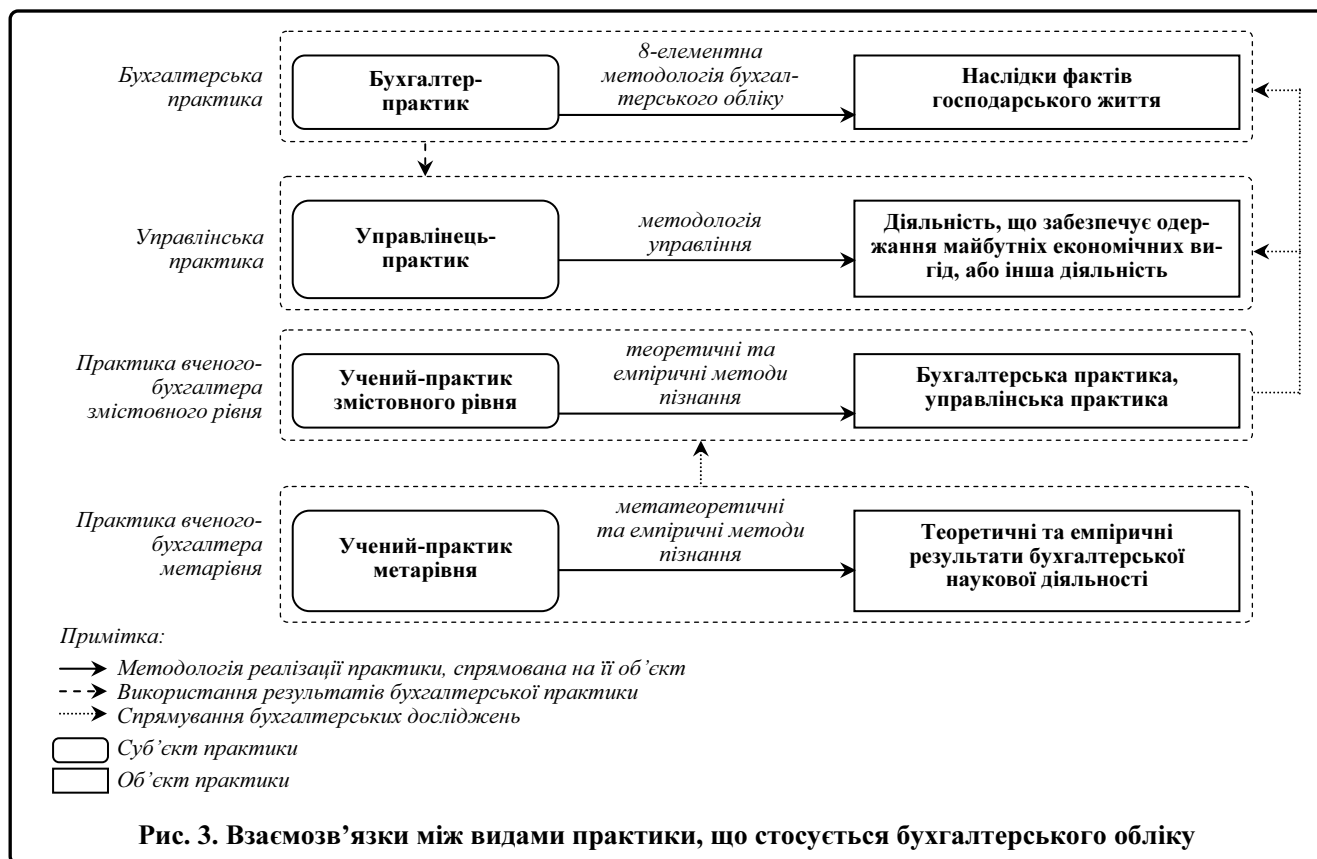 Бухгалтерська
практика
Бухгалтер-
практик
8-елементна
методологія бухгал-
терського обліку
Наслідки фактів
господарського життя
Управлінська
практика
Управлінець-
практик
методологія
управління
Діяльність, що забезпечує одер-
жання майбутніх економічних ви-
гід, або інша діяльність
Практика вченого-
бухгалтера
змістовного рівня
Учений-практик
змістовного рівня
теоретичні та
емпіричні методи
пізнання
Бухгалтерська практика,
управлінська практика
Практика вченого-
бухгалтера
метарівня
Учений-практик
метарівня
метатеоретичні
та емпіричні методи
пізнання
Теоретичні та емпіричні
результати бухгалтерської
наукової діяльності
Примітка:
Методологія реалізації практики, спрямована на її об’єкт
Використання результатів бухгалтерської практики
Спрямування бухгалтерських досліджень
Суб’єкт практики
Об’єкт практики
Рис. 3. Взаємозв’язки між видами практики, що стосується бухгалтерського обліку